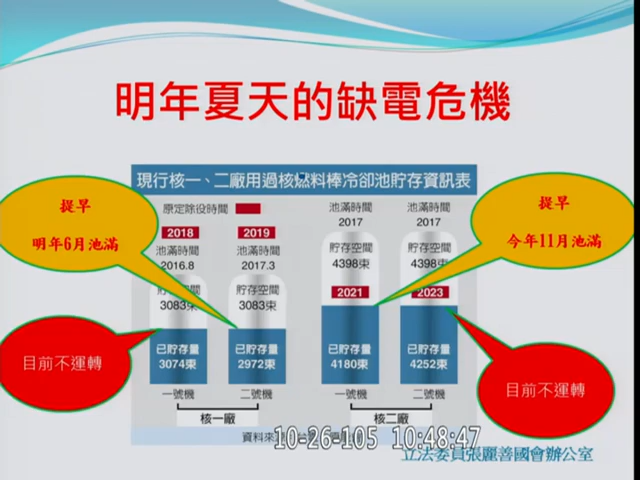 明年夏天的缺電危機
現行核一、二廠用過核燃料棒冷卻池貯存資訊表
提早
明年6月池滿
提早
今年11月池滿
原定除役時間
2018
2019
池滿時間
2016.8
池滿時間
2017.3
池滿時間
2017
池滿時間
2017
貯存空間
3083束
貯存空間
3083束
貯存空間
4398束
貯存空間
4398束
2021
2023
目前不運轉
目前不運轉
已貯存量
3074束
已貯存量
2972束
已貯存量
4180束
已貯存量
4252束
一號機
二號機
一號機
二號機
核一廠
核二廠
資料來
10-26-105 10:48:47
立法委員張麗善國會辦公室